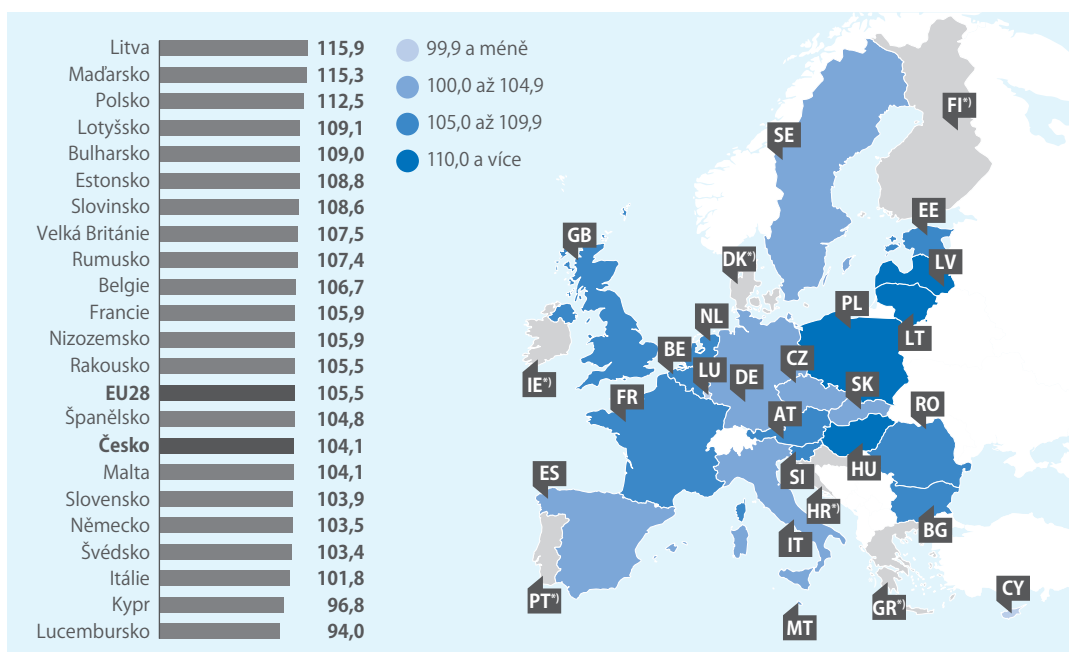 Litva 115,9
Maďarsko 115,3
Polsko 112,5
Lotyšsko 109,1
Bulharsko 109,0
Estonsko 108,8
Slovinsko 108,6
Velká Británie 107,5
Rumusko 107,4
Belgie 106,7
Francie 105,9
Nizozemsko 105,9
Rakousko 105,5
EU28 105,5
Španělsko 104,8
Česko 104,1
Malta 104,1
Slovensko 103,9
Německo 103,5
Švédsko 103,4
Itálie 101,8
Kypr 96,8
Lucembursko 94,0
99,9 a méně
100,0 až 104,9
105,0 až 109,9
110,0 a více
FI*)
SE
EE
GB
DK*)
LV
PL
NL
LT
BE
CZ
IE*)
LU
DE
SK
FR
RO
AT
ES
SI
HU
HR*)
BG
IT
CY
PT*)
GR*)
MT